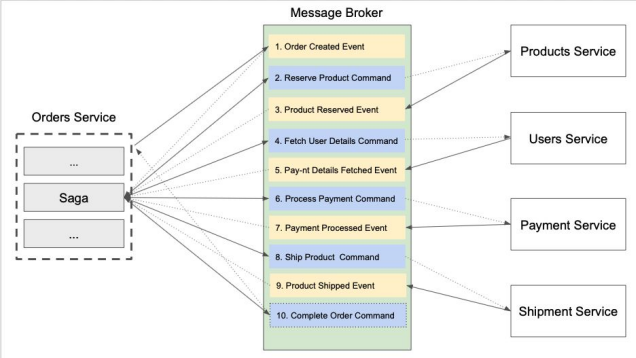 Message Broker
Orders Service
...
Saga
...
1. Order Created Event
2. Reserve Product Command
3. Product Reserved Event
4. Fetch User Details Command
5. Pay-nt Details Fetched Event
6. Process Payment Command
7. Payment Processed Event
8. Ship Product Command
9. Product Shipped Event
10. Complete Order Command
Products Service
Users Service
Payment Service
Shipment Service